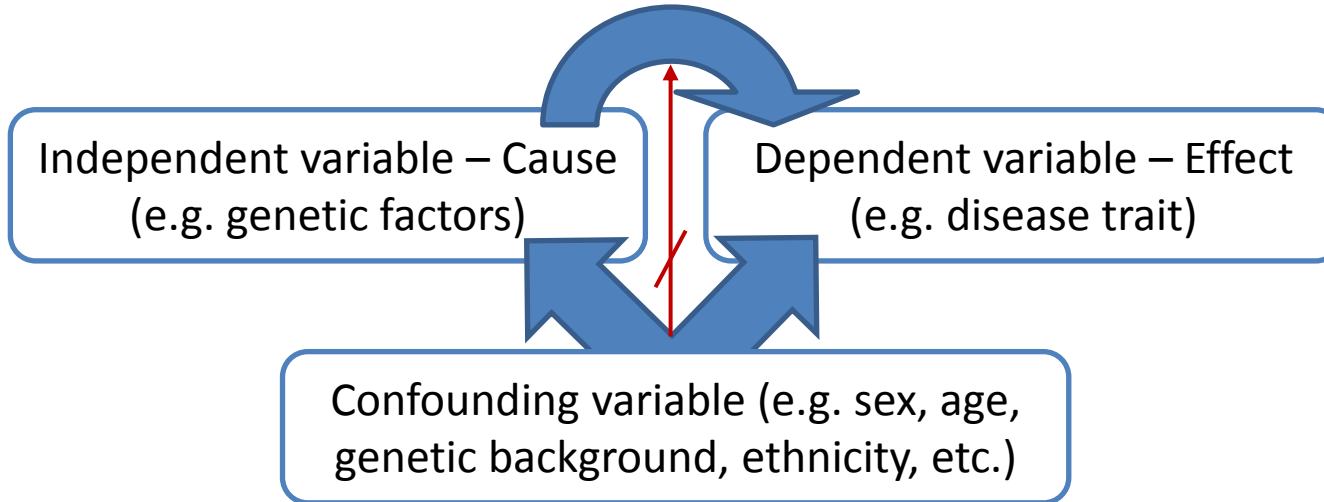 Independent variable – Cause
(e.g. genetic factors)
Dependent variable – Effect
(e.g. disease trait)
Confounding variable (e.g. sex, age,
genetic background, ethnicity, etc.)